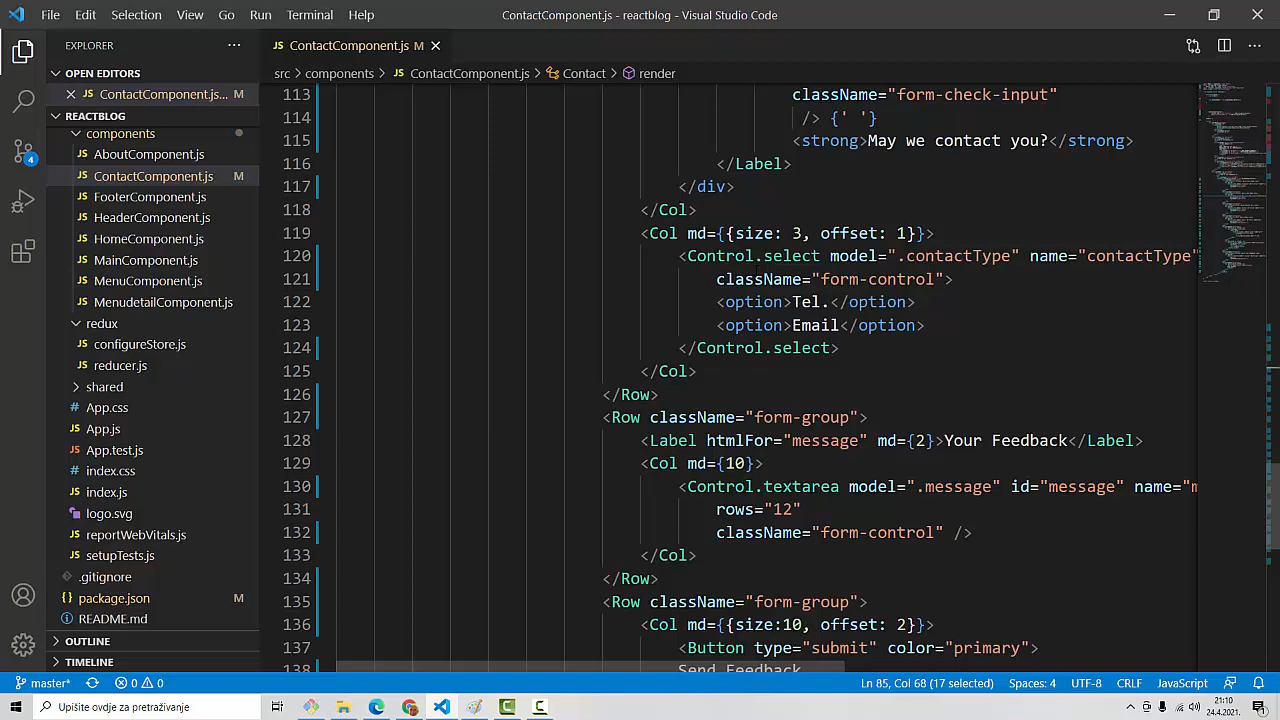 File Edit Selection View Go Run Terminal Help
ContactComponent.js - reactblog - Visual Studio Code
EXPLORER
OPEN EDITORS
ContactComponent.js... M
REACTBLOG
components
AboutComponent.js
ContactComponent.js M
FooterComponent.js
HeaderComponent.js
HomeComponent.js
MainComponent.js
MenuComponent.js
MenudetailComponent.js
redux
configureStore.js
reducer.js
shared
App.css
App.js
App.test.js
index.css
index.js
logo.svg
reportWebVitals.js
setupTests.js
.gitignore
package.json M
README.md
OUTLINE
TIMELINE
ContactComponent.js M
src > components > JS ContactComponent.js > Contact > render
113 className="form-check-input"
114 /> {' '}
115 <strong>May we contact you?</strong>
116 </Label>
117 </div>
118 </Col>
119 <Col md={{size: 3, offset: 1}}>
120 <Control.select model=".contactType" name="contactType"
121 className="form-control">
122 <option>Tel.</option>
123 <option>Email</option>
124 </Control.select>
125 </Col>
126 </Row>
127 <Row className="form-group">
128 <Label htmlFor="message" md={2}>Your Feedback</Label>
129 <Col md={10}>
130 <Control.textarea model=".message" id="message" name="m
131 rows="12"
132 className="form-control" />
133 </Col>
134 </Row>
135 <Row className="form-group">
136 <Col md={{size:10, offset: 2}}>
137 <Button type="submit" color="primary">
138 Send Feedback
4
master* 0 0 Ln 85, Col 68 (17 selected) Spaces: 4 UTF-8 CRLF JavaScript
Upišite ovdje za pretraživanje
21:10
24.4.2021.